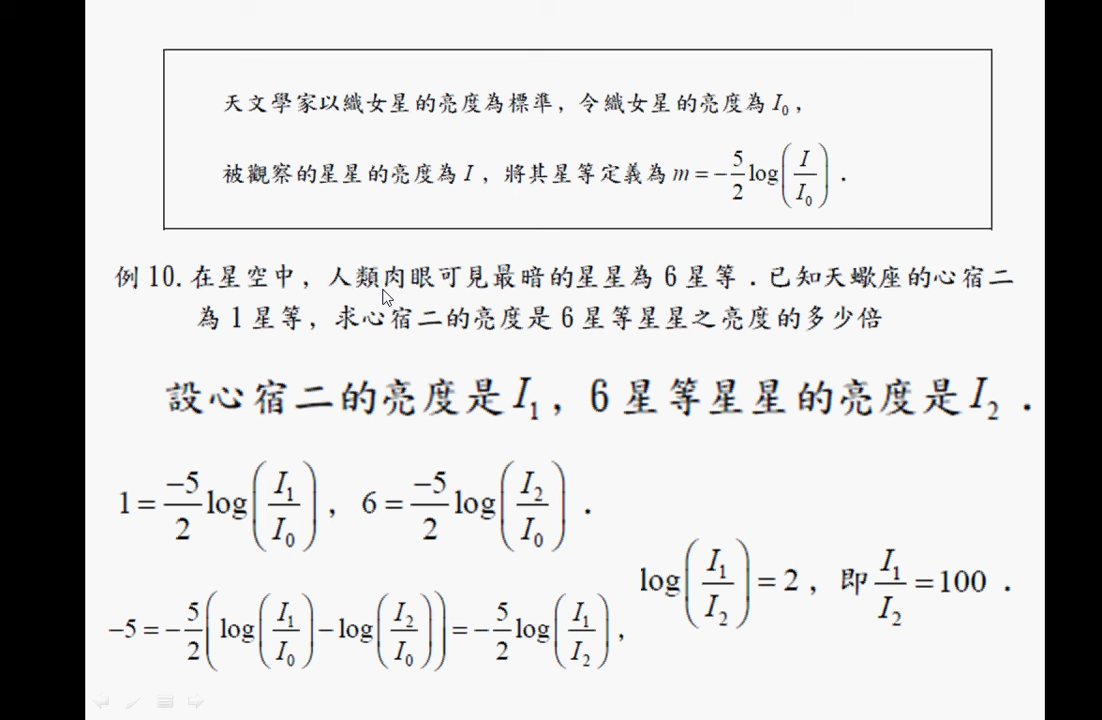 天文學家以織女星的亮度為標準，令織女星的亮度為 I₀，
被觀察的星星的亮度為 I，將其星等定義為 m = -5/2 log(I/I₀)．
例 10. 在星空中，人類肉眼可見最暗的星星為 6 星等．已知天蠍座的心宿二
為 1 星等，求心宿二的亮度是 6 星等星星之亮度的多少倍
設心宿二的亮度是 I₁，6 星等星星的亮度是 I₂．
1 = -5/2 log(I₁/I₀)，6 = -5/2 log(I₂/I₀)．
-5 = -5/2 (log(I₁/I₀) - log(I₂/I₀)) = -5/2 log(I₁/I₂)，
log(I₁/I₂) = 2，即 I₁/I₂ = 100．